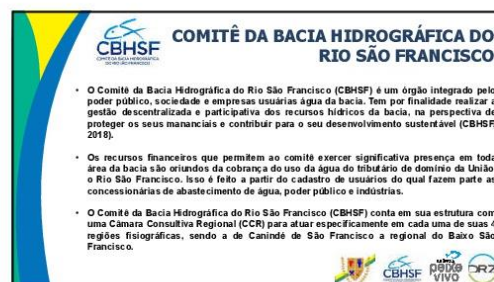 CBHSF
COMITÊ DA BACIA HIDROGRÁFICA DO
RIO SÃO FRANCISCO
• O Comitê da Bacia Hidrográfica do Rio São Francisco (CBHSF) é um órgão integrado pelo
poder público, sociedade e empresas usuárias água da bacia. Tem por finalidade realizar a
gestão descentralizada e participativa dos recursos hídricos da bacia, na perspectiva de
proteger os seus mananciais e contribuir para o seu desenvolvimento sustentável (CBHSF,
2018).
• Os recursos financeiros que permitem ao comitê exercer significativa presença em toda
área da bacia são oriundos da cobrança do uso da água do tributário de domínio da União,
o Rio São Francisco. Isso é feito a partir do cadastro de usuários do qual fazem parte as
concessionárias de abastecimento de água, poder público e indústrias.
• O Comitê da Bacia Hidrográfica do Rio São Francisco (CBHSF) conta em sua estrutura com
uma Câmara Consultiva Regional (CCR) para atuar especificamente em cada uma de suas 4
regiões fisiográficas, sendo a de Canindé de São Francisco a regional do Baixo São
Francisco.
CBHSF
peixe
vivo
DRZ